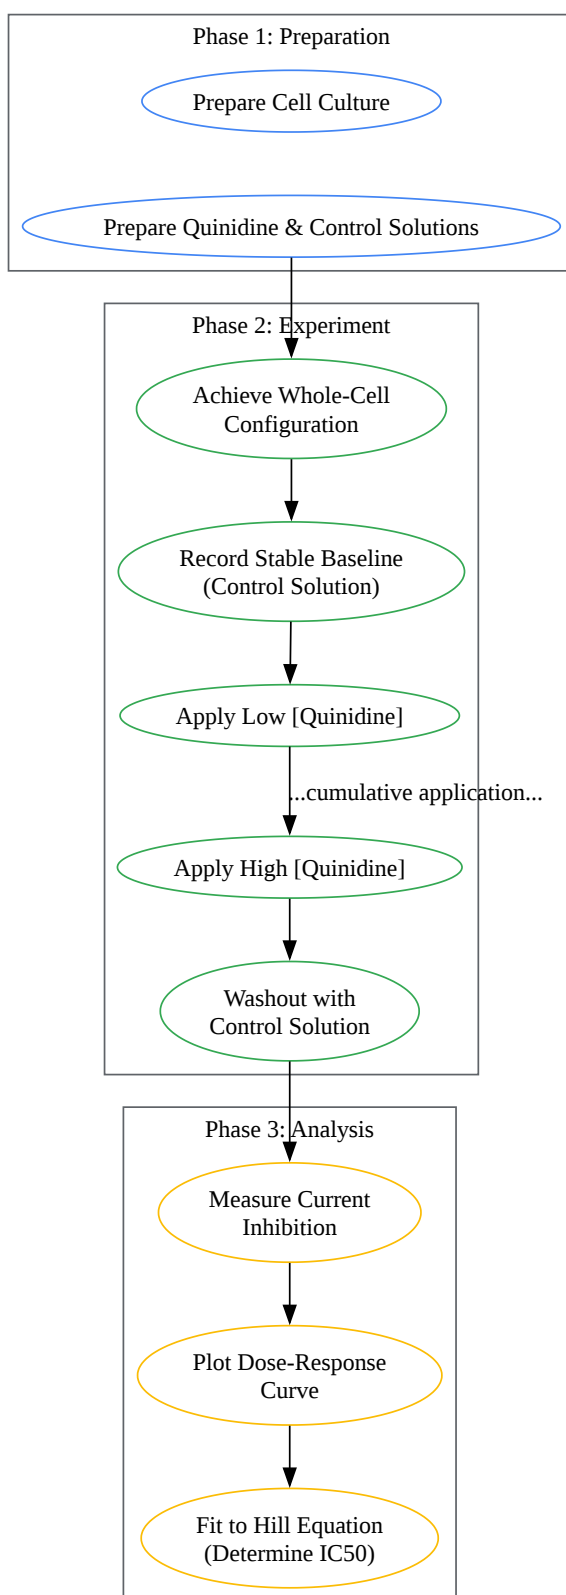 Phase 1: Preparation
Prepare Cell Culture
Prepare Quinidine & Control Solutions
Phase 2: Experiment
Achieve Whole-Cell
Configuration
Record Stable Baseline
(Control Solution)
Apply Low [Quinidine]
...cumulative application...
Apply High [Quinidine]
Washout with
Control Solution
Phase 3: Analysis
Measure Current
Inhibition
Plot Dose-Response
Curve
Fit to Hill Equation
(Determine IC50)